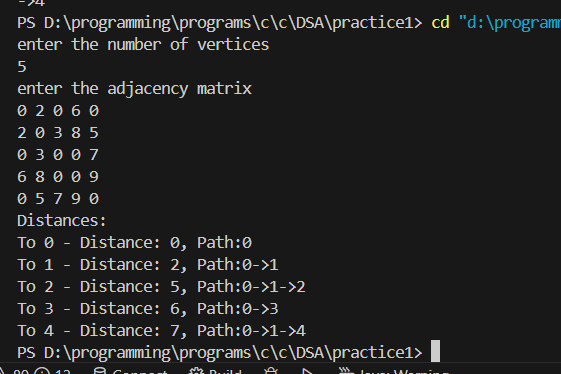 ->4
PS D:\programming\programs\c\c\DSA\practice1> cd "d:\programm
enter the number of vertices
5
enter the adjacency matrix
0 2 0 6 0
2 0 3 8 5
0 3 0 0 7
6 8 0 0 9
0 5 7 9 0
Distances:
To 0 - Distance: 0, Path:0
To 1 - Distance: 2, Path:0->1
To 2 - Distance: 5, Path:0->1->2
To 3 - Distance: 6, Path:0->3
To 4 - Distance: 7, Path:0->1->4
PS D:\programming\programs\c\c\DSA\practice1>